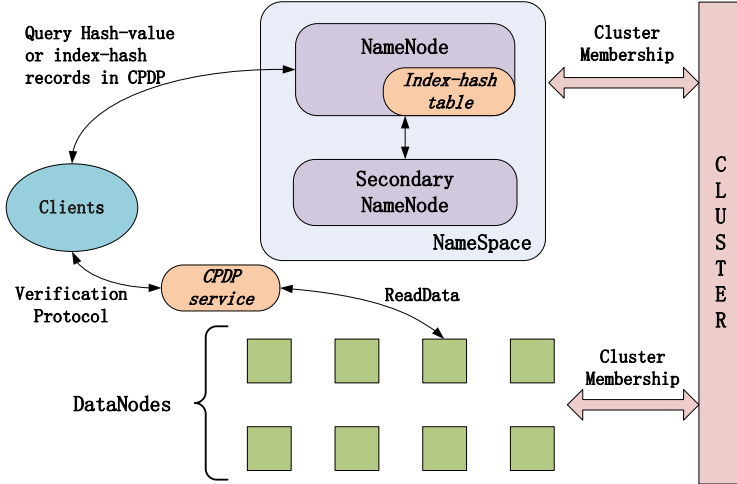 Query Hash-value
or index-hash
records in CPDP
NameNode
Index-hash
table
Secondary
NameNode
NameSpace
Cluster
Membership
CLUSTER
Clients
CPDP
service
Verification
Protocol
ReadData
DataNodes
Cluster
Membership